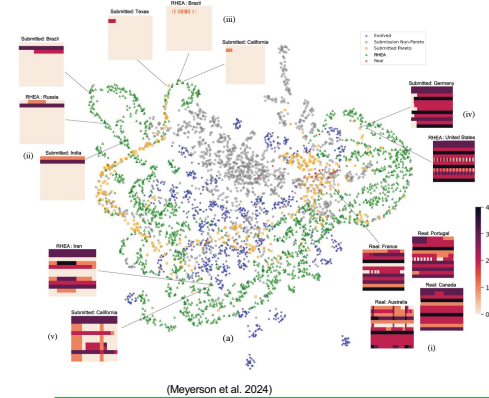 RHEA: Brazil
(iii)
Submitted: Texas
Submitted: Brazil
Submitted: California
Evolved
Submission Non-Pareto
Submitted Pareto
RHEA
Real
Submitted: Germany
(iv)
RHEA : Russia
RHEA: United States
(ii)
Submitted: India
4
3
2
1
0
RHEA: Iran
Real: France
Real: Portugal
Real: Canada
Real: Australia
Submitted: California
(v)
(a)
(i)
(Meyerson et al. 2024)